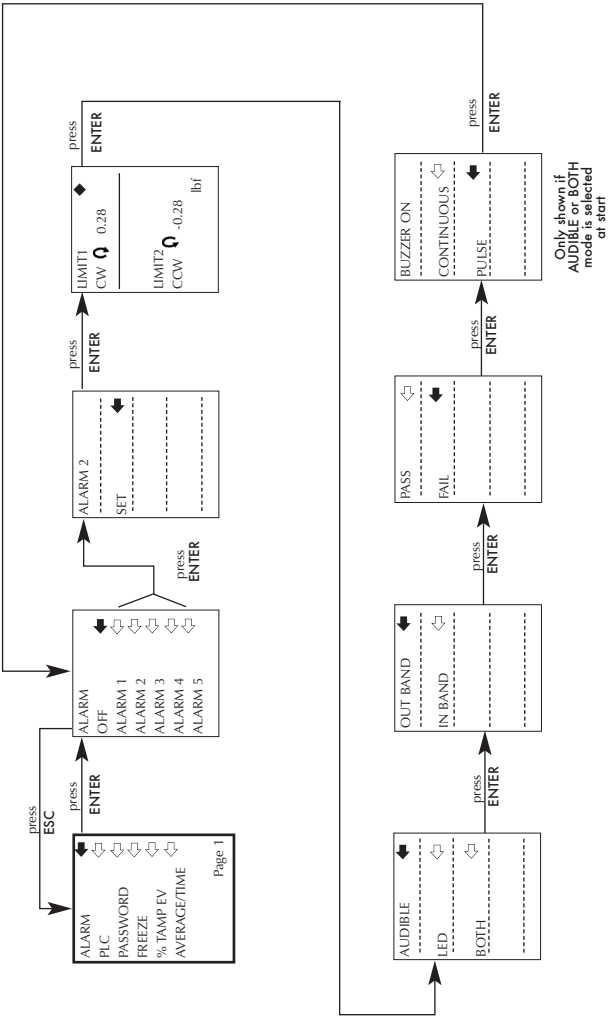 press
ESC
ALARM
PLC
PASSWORD
FREEZE
% TAMP EV
AVERAGE/TIME
Page 1
press
ENTER
ALARM
OFF
ALARM 1
ALARM 2
ALARM 3
ALARM 4
ALARM 5
press
ENTER
ALARM 2
SET
press
ENTER
LIMIT1
CW 0.28
LIMIT2
CCW -0.28
lbf
press
ENTER
AUDIBLE
LED
BOTH
press
ENTER
OUT BAND
IN BAND
press
ENTER
PASS
FAIL
press
ENTER
BUZZER ON
CONTINUOUS
PULSE
press
ENTER
Only shown if
AUDIBLE or BOTH
mode is selected
at start